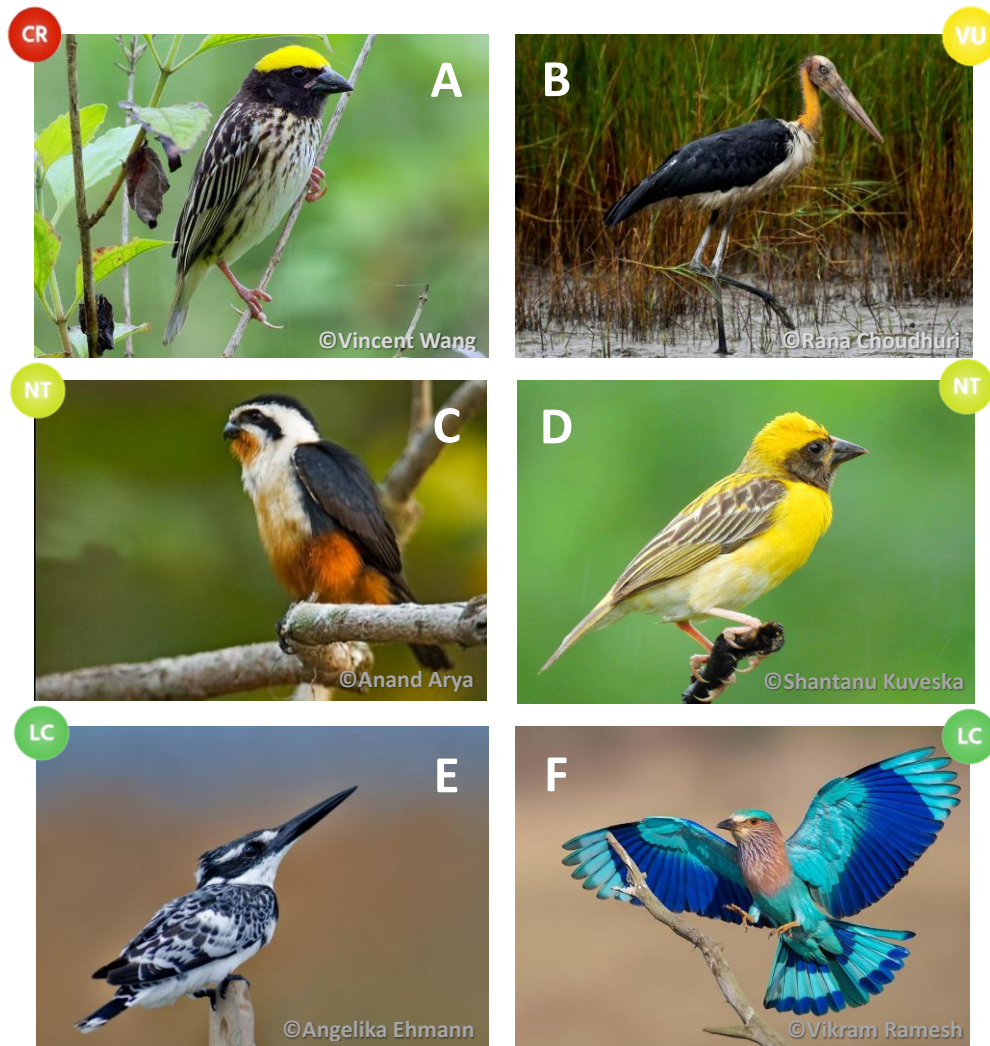 CR
VU
A
B
©Vincent Wang
©Rana Choudhuri
NT
NT
C
D
©Anand Arya
©Shantanu Kuveska
LC
LC
E
F
©Angelika Ehmann
©Vikram Ramesh